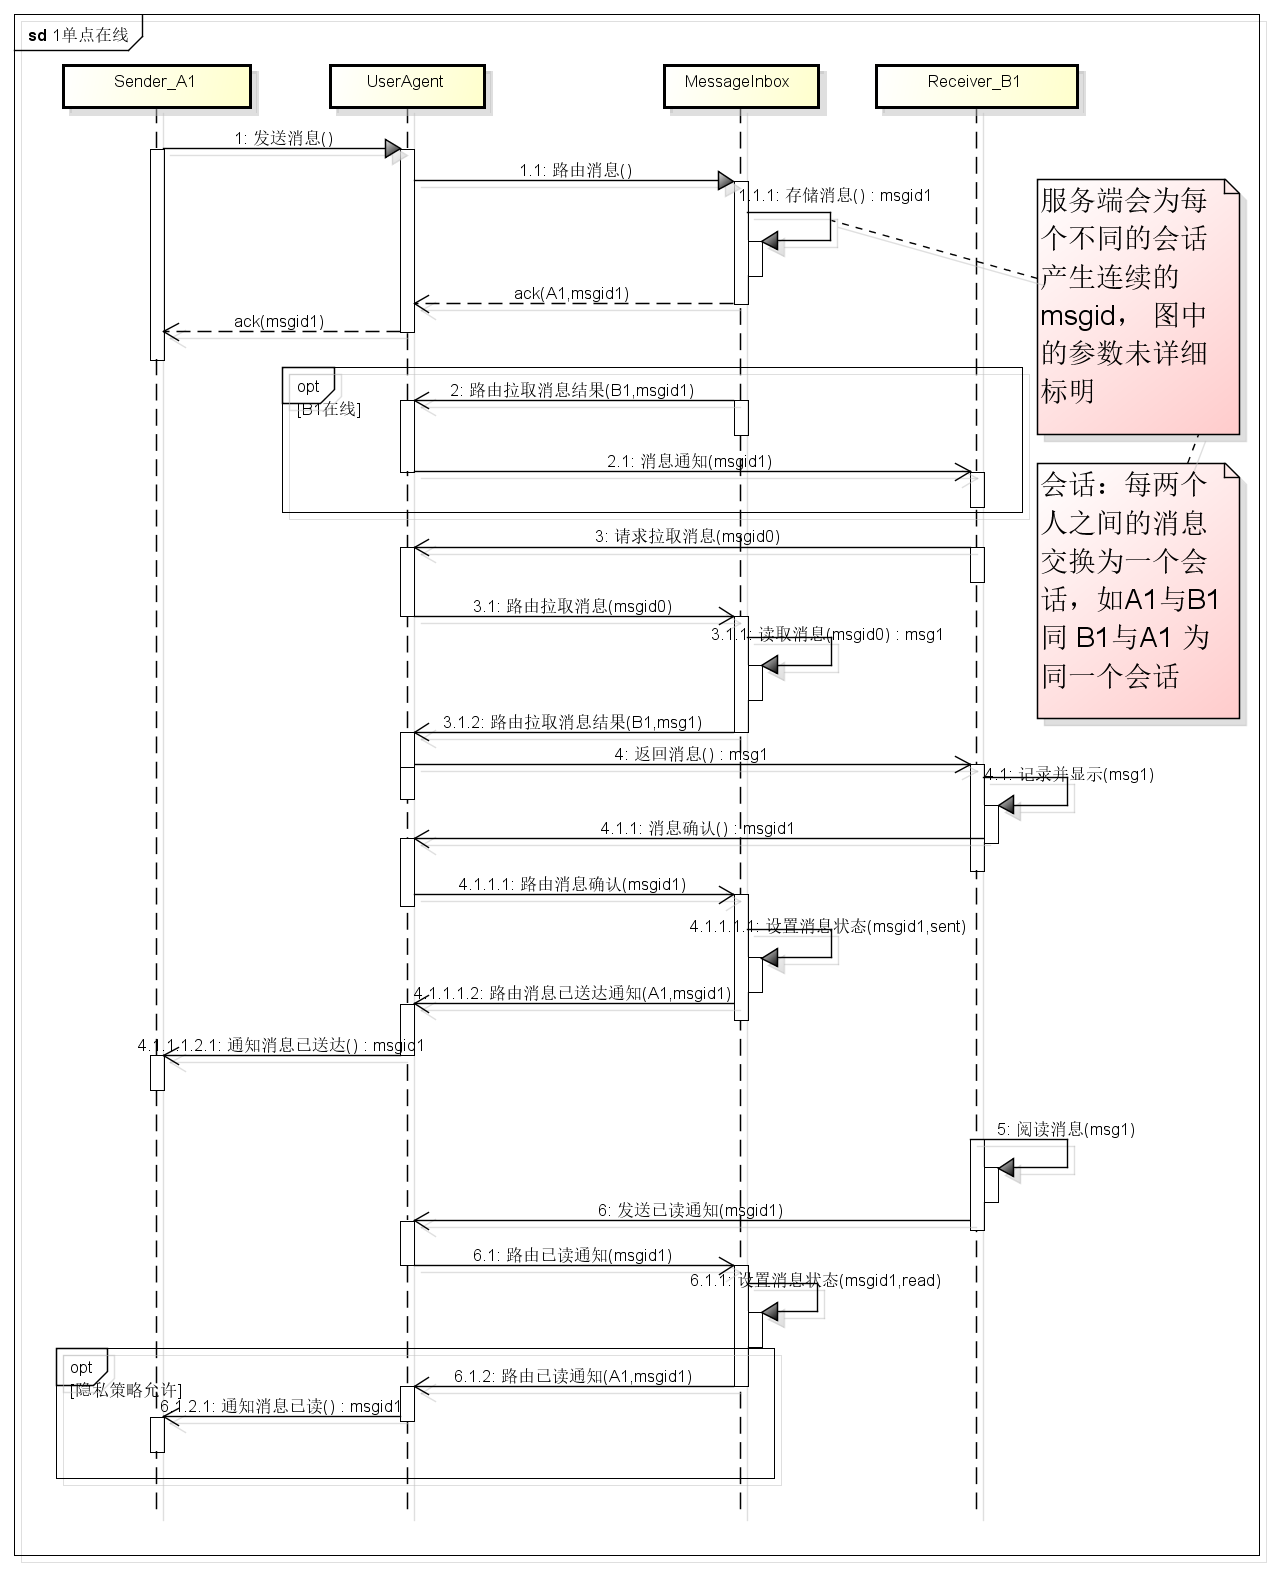 sd 1单点在线
Sender_A1
UserAgent
MessageInbox
Receiver_B1
1: 发送消息()
1.1: 路由消息()
1.1.1: 存储消息() : msgid1
服务端会为每
个不同的会话
产生连续的
msgid， 图中
的参数未详细
标明
ack(A1,msgid1)
ack(msgid1)
opt
[B1在线]
2: 路由拉取消息结果(B1,msgid1)
2.1: 消息通知(msgid1)
会话：每两个
人之间的消息
交换为一个会
话，如A1与B1
同 B1与A1 为
同一个会话
3: 请求拉取消息(msgid0)
3.1: 路由拉取消息(msgid0)
3.1.1: 读取消息(msgid0) : msg1
3.1.2: 路由拉取消息结果(B1,msg1)
4: 返回消息() : msg1
4.1: 记录并显示(msg1)
4.1.1: 消息确认() : msgid1
4.1.1.1: 路由消息确认(msgid1)
4.1.1.1.1: 设置消息状态(msgid1,sent)
4.1.1.1.2: 路由消息已送达通知(A1,msgid1)
4.1.1.1.2.1: 通知消息已送达() : msgid1
5: 阅读消息(msg1)
6: 发送已读通知(msgid1)
6.1: 路由已读通知(msgid1)
6.1.1: 设置消息状态(msgid1,read)
opt
[隐私策略允许]
6.1.2: 路由已读通知(A1,msgid1)
6.1.2.1: 通知消息已读() : msgid1